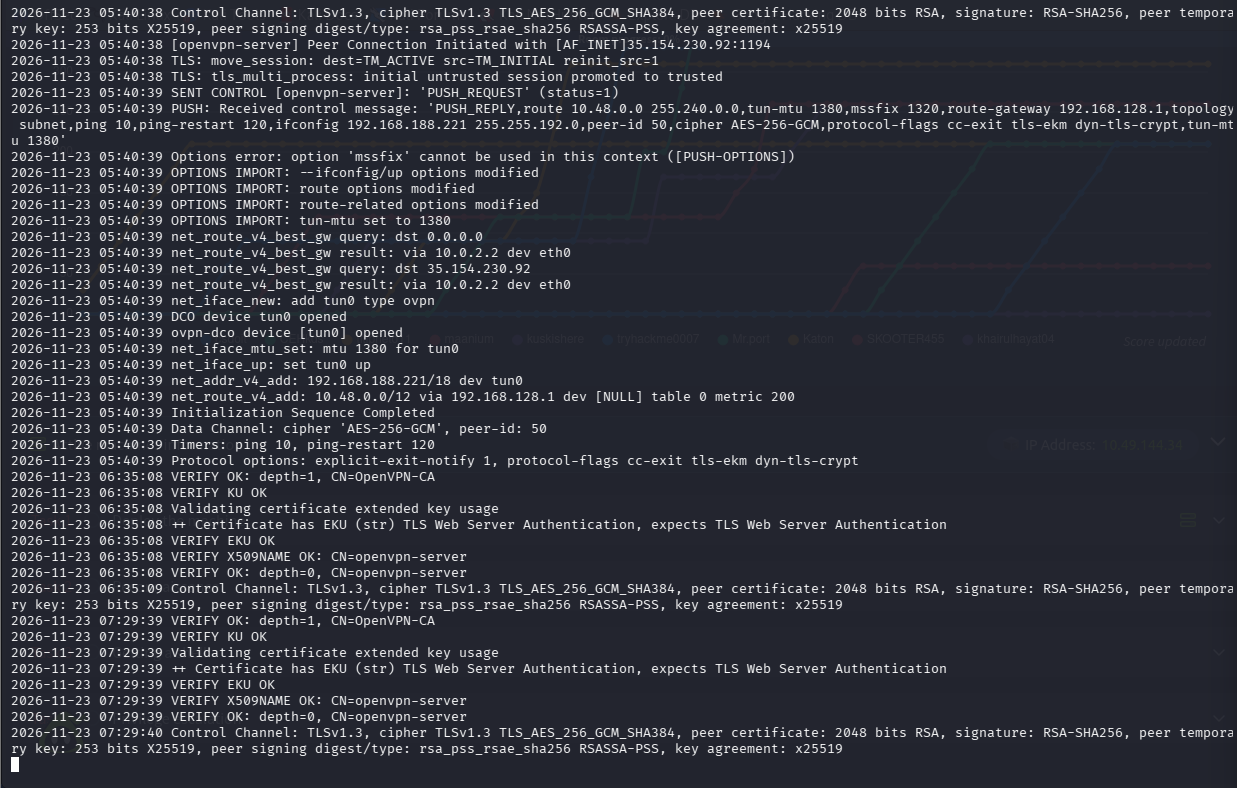 2026-11-23 05:40:38 Control Channel: TLSv1.3, cipher TLSv1.3 TLS_AES_256_GCM_SHA384, peer certificate: 2048 bits RSA, signature: RSA-SHA256, peer tempora
ry key: 253 bits X25519, peer signing digest/type: rsa_pss_rsae_sha256 RSASSA-PSS, key agreement: x25519
2026-11-23 05:40:38 [openvpn-server] Peer Connection Initiated with [AF_INET]35.154.230.92:1194
2026-11-23 05:40:38 TLS: move_session: dest=TM_ACTIVE src=TM_INITIAL reinit_src=1
2026-11-23 05:40:38 TLS: tls_multi_process: initial untrusted session promoted to trusted
2026-11-23 05:40:39 SENT CONTROL [openvpn-server]: 'PUSH_REQUEST' (status=1)
2026-11-23 05:40:39 PUSH: Received control message: 'PUSH_REPLY,route 10.48.0.0 255.240.0.0,tun-mtu 1380,mssfix 1320,route-gateway 192.168.128.1,topology
 subnet,ping 10,ping-restart 120,ifconfig 192.168.188.221 255.255.192.0,peer-id 50,cipher AES-256-GCM,protocol-flags cc-exit tls-ekm dyn-tls-crypt,tun-mt
u 1380'
2026-11-23 05:40:39 Options error: option 'mssfix' cannot be used in this context ([PUSH-OPTIONS])
2026-11-23 05:40:39 OPTIONS IMPORT: --ifconfig/up options modified
2026-11-23 05:40:39 OPTIONS IMPORT: route options modified
2026-11-23 05:40:39 OPTIONS IMPORT: route-related options modified
2026-11-23 05:40:39 OPTIONS IMPORT: tun-mtu set to 1380
2026-11-23 05:40:39 net_route_v4_best_gw query: dst 0.0.0.0
2026-11-23 05:40:39 net_route_v4_best_gw result: via 10.0.2.2 dev eth0
2026-11-23 05:40:39 net_route_v4_best_gw query: dst 35.154.230.92
2026-11-23 05:40:39 net_route_v4_best_gw result: via 10.0.2.2 dev eth0
2026-11-23 05:40:39 net_iface_new: add tun0 type ovpn
2026-11-23 05:40:39 DCO device tun0 opened
2026-11-23 05:40:39 ovpn-dco device [tun0] opened
trynackme0007 Mr.port Katen SKOOTER455 khairulhayat04 Score updated
2026-11-23 05:40:39 net_iface_mtu_set: mtu 1380 for tun0
2026-11-23 05:40:39 net_iface_up: set tun0 up
2026-11-23 05:40:39 net_addr_v4_add: 192.168.188.221/18 dev tun0
2026-11-23 05:40:39 net_route_v4_add: 10.48.0.0/12 via 192.168.128.1 dev [NULL] table 0 metric 200
2026-11-23 05:40:39 Initialization Sequence Completed
2026-11-23 05:40:39 Data Channel: cipher 'AES-256-GCM', peer-id: 50
2026-11-23 05:40:39 Timers: ping 10, ping-restart 120
IP Address: 10.49.144.34
2026-11-23 05:40:39 Protocol options: explicit-exit-notify 1, protocol-flags cc-exit tls-ekm dyn-tls-crypt
2026-11-23 06:35:08 VERIFY OK: depth=1, CN=OpenVPN-CA
2026-11-23 06:35:08 VERIFY KU OK
2026-11-23 06:35:08 Validating certificate extended key usage
2026-11-23 06:35:08 ++ Certificate has EKU (str) TLS Web Server Authentication, expects TLS Web Server Authentication
2026-11-23 06:35:08 VERIFY EKU OK
2026-11-23 06:35:08 VERIFY X509NAME OK: CN=openvpn-server
2026-11-23 06:35:08 VERIFY OK: depth=0, CN=openvpn-server
2026-11-23 06:35:09 Control Channel: TLSv1.3, cipher TLSv1.3 TLS_AES_256_GCM_SHA384, peer certificate: 2048 bits RSA, signature: RSA-SHA256, peer tempora
ry key: 253 bits X25519, peer signing digest/type: rsa_pss_rsae_sha256 RSASSA-PSS, key agreement: x25519
2026-11-23 07:29:39 VERIFY OK: depth=1, CN=OpenVPN-CA
2026-11-23 07:29:39 VERIFY KU OK
2026-11-23 07:29:39 Validating certificate extended key usage
2026-11-23 07:29:39 ++ Certificate has EKU (str) TLS Web Server Authentication, expects TLS Web Server Authentication
2026-11-23 07:29:39 VERIFY EKU OK
2026-11-23 07:29:39 VERIFY X509NAME OK: CN=openvpn-server
2026-11-23 07:29:39 VERIFY OK: depth=0, CN=openvpn-server
2026-11-23 07:29:40 Control Channel: TLSv1.3, cipher TLSv1.3 TLS_AES_256_GCM_SHA384, peer certificate: 2048 bits RSA, signature: RSA-SHA256, peer tempora
ry key: 253 bits X25519, peer signing digest/type: rsa_pss_rsae_sha256 RSASSA-PSS, key agreement: x25519